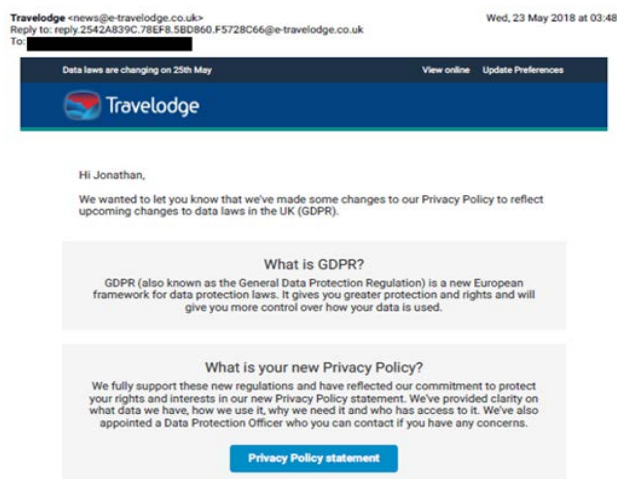 Travelodge <news@e-travelodge.co.uk> Wed, 23 May 2018 at 03:48
Reply to: reply.2542A839C.78EF8.5BD860.F5728C66@e-travelodge.co.uk
To:
Data laws are changing on 25th May View online Update Preferences
Travelodge
Hi Jonathan,
We wanted to let you know that we've made some changes to our Privacy Policy to reflect
upcoming changes to data laws in the UK (GDPR).
What is GDPR?
GDPR (also known as the General Data Protection Regulation) is a new European
framework for data protection laws. It gives you greater protection and rights and will
give you more control over how your data is used.
What is your new Privacy Policy?
We fully support these new regulations and have reflected our commitment to protect
your rights and interests in our new Privacy Policy statement. We've provided clarity on
what data we have, how we use it, why we need it and who has access to it. We've also
appointed a Data Protection Officer who you can contact if you have any concerns.
Privacy Policy statement